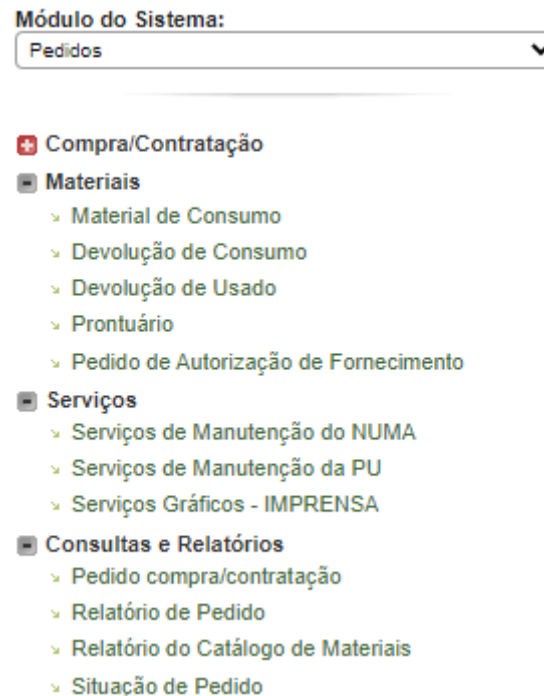 Módulo do Sistema:
Pedidos
Compra/Contratação
Materiais
Material de Consumo
Devolução de Consumo
Devolução de Usado
Prontuário
Pedido de Autorização de Fornecimento
Serviços
Serviços de Manutenção do NUMA
Serviços de Manutenção da PU
Serviços Gráficos - IMPRENSA
Consultas e Relatórios
Pedido compra/contratação
Relatório de Pedido
Relatório do Catálogo de Materiais
Situação de Pedido